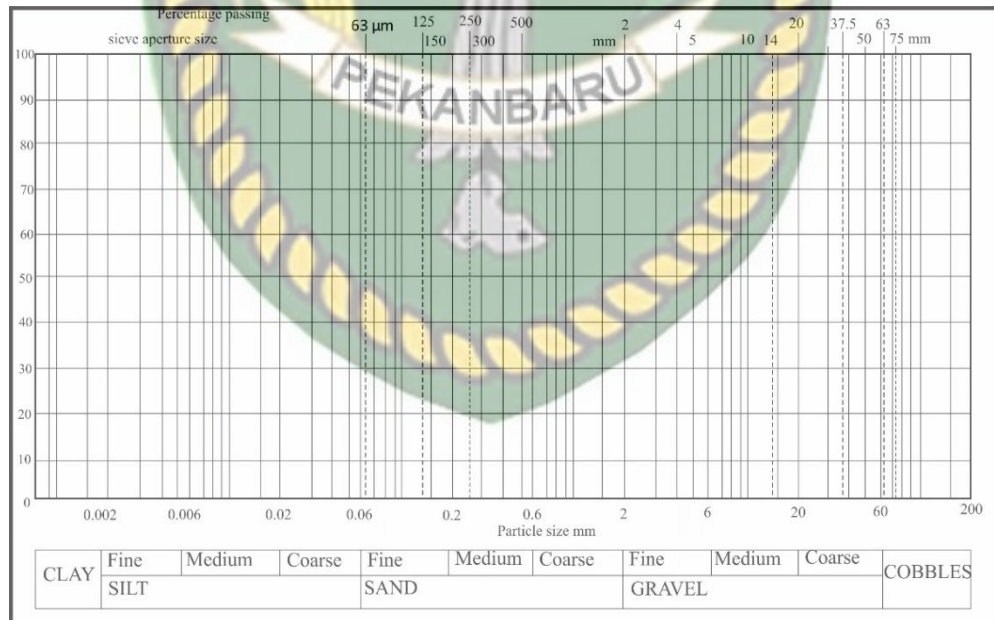 Percentage passing
sieve aperture size
63 µm 125 250 500 2 4 20 37.5 63
150 300 mm 5 10 14 50 75 mm
PEKANBARU
100
90
80
70
60
50
40
30
20
10
0
0.002 0.006 0.02 0.06 0.2 0.6 2 6 20 60 200
Particle size mm
CLAY Fine Medium Coarse Fine Medium Coarse Fine Medium Coarse COBBLES
SILT SAND GRAVEL